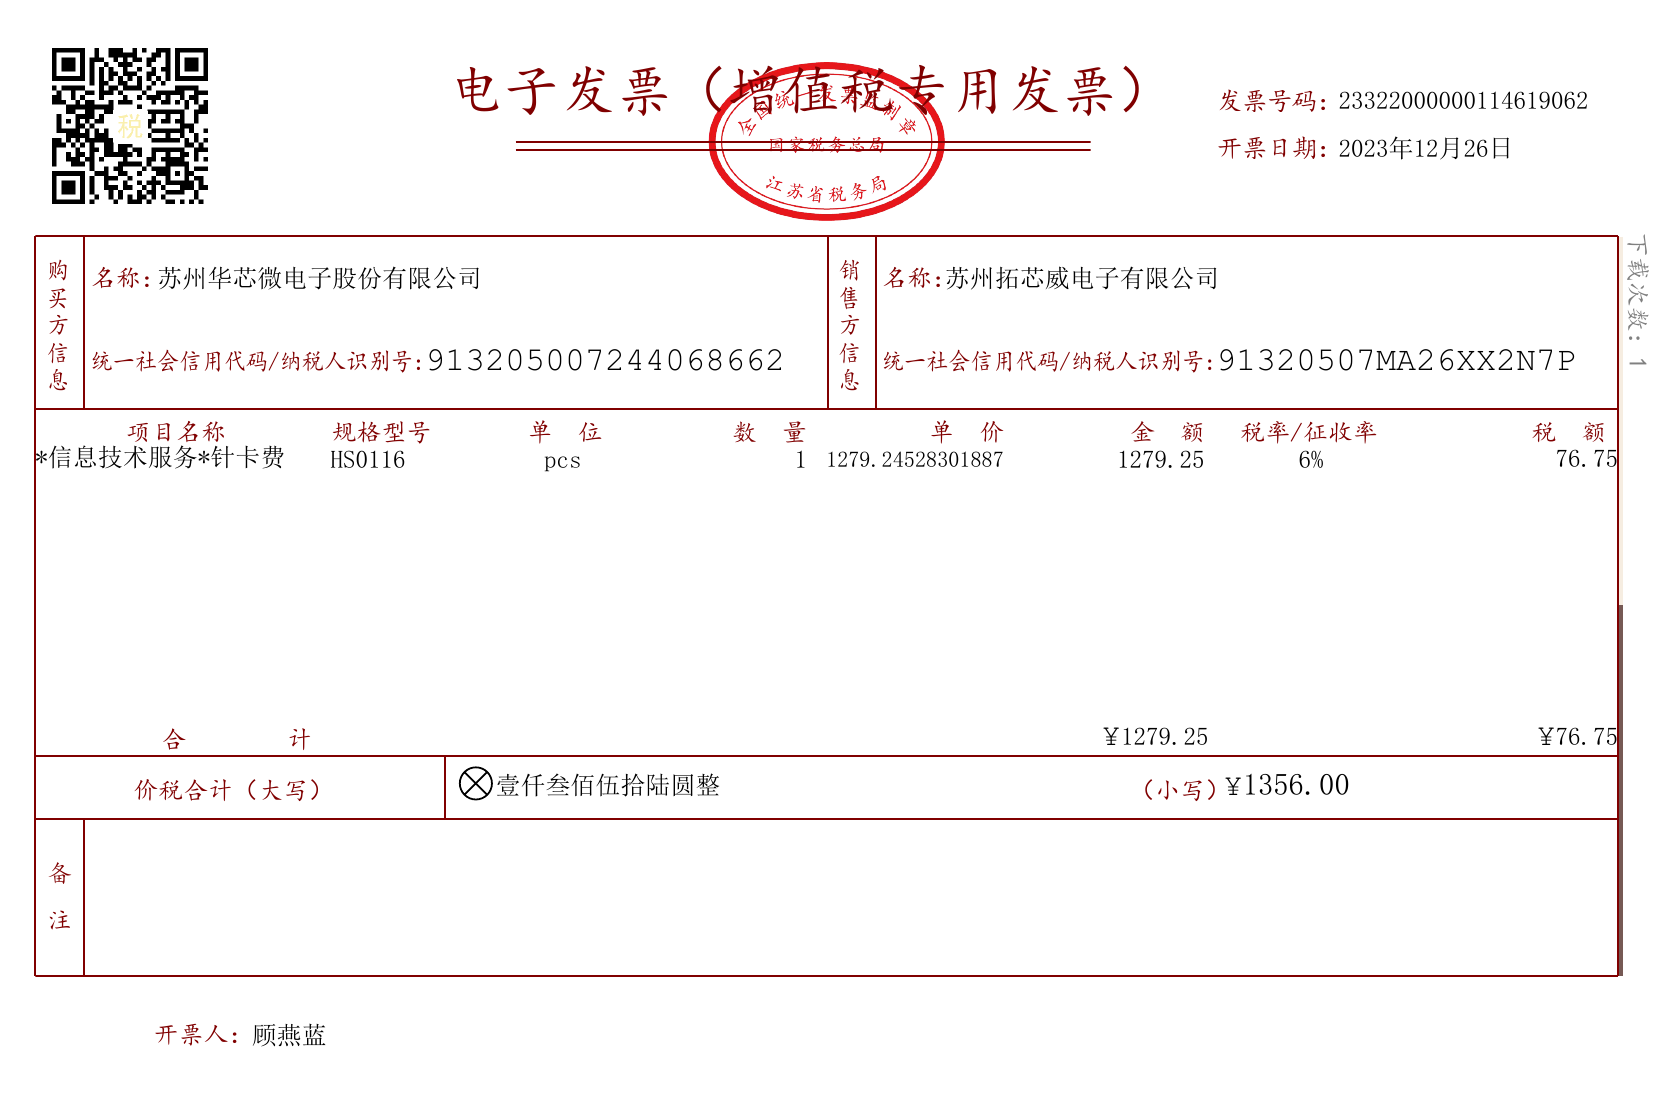 电子发票（增值税专用发票）
全国统一发票监制章
国家税务总局
江苏省税务局
税
发票号码：23322000000114619062
开票日期：2023年12月26日
下载次数：1
购买方信息
名称：苏州华芯微电子股份有限公司
统一社会信用代码/纳税人识别号：913205007244068662
销售方信息
名称：苏州拓芯威电子有限公司
统一社会信用代码/纳税人识别号：91320507MA26XX2N7P
项目名称 规格型号 单 位 数 量 单 价 金 额 税率/征收率 税 额
*信息技术服务*针卡费 HS0116 pcs 1 1279.24528301887 1279.25 6% 76.75
合 计 ¥1279.25 ¥76.75
价税合计（大写） 壹仟叁佰伍拾陆圆整 （小写）¥1356.00
备注
开票人：顾燕蓝